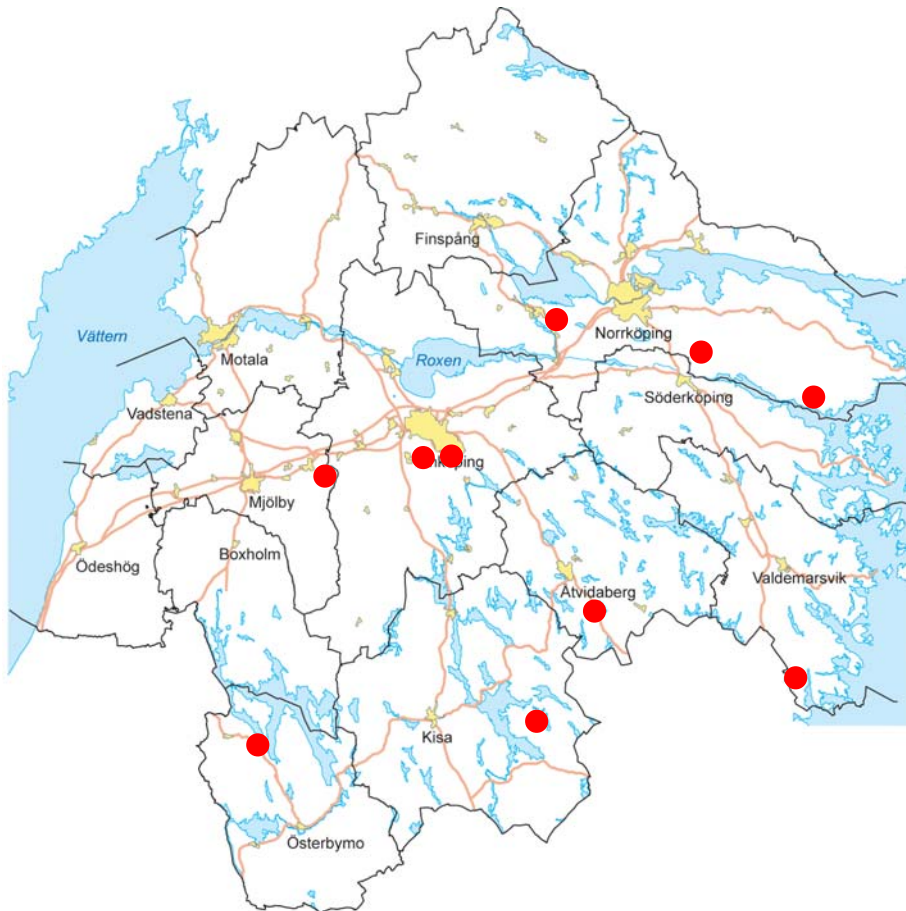 Finspång
Vättern
Norrköping
Motala
Roxen
Vadstena
Söderköping
Mjölby
Boxholm
Ödeshög
Valdemarsvik
Åtvidaberg
Kisa
Österbymo